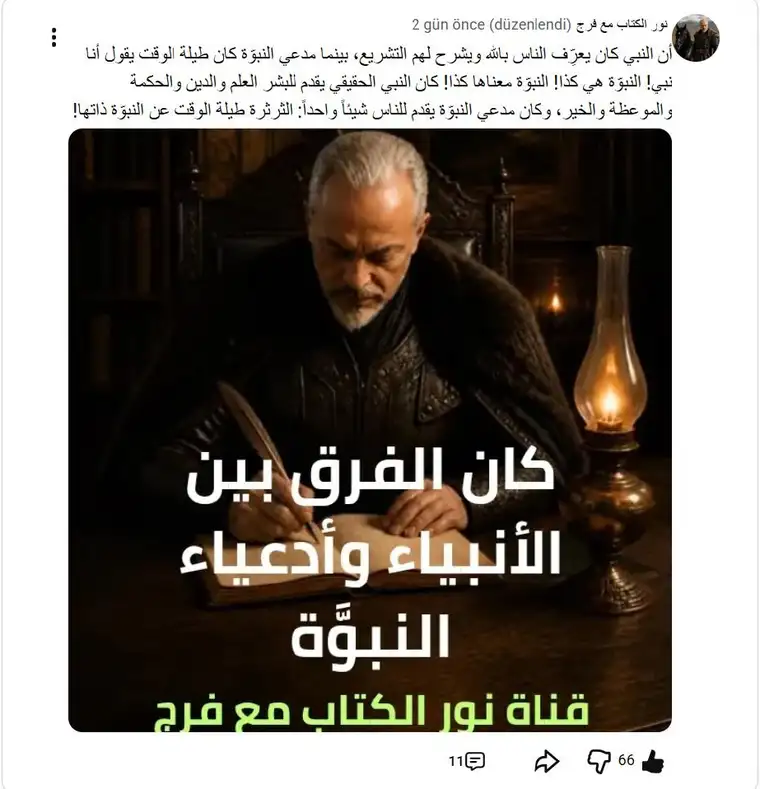 نور الكتاب مع فرج 2 gün önce (düzenlendi)
أن النبي كان يعرّف الناس بالله ويشرح لهم التشريع، بينما مدعي النبوّة كان طيلة الوقت يقول أنا
نبي! النبوّة هي كذا! النبوّة معناها كذا! كان النبي الحقيقي يقدم للبشر العلم والدين والحكمة
والموعظة والخير، وكان مدعي النبوّة يقدم للناس شيئاً واحداً: الثرثرة طيلة الوقت عن النبوّة ذاتها!
كان الفرق بين
الأنبياء وأدعياء
النبوَّة
قناة نور الكتاب مع فرج
66
11